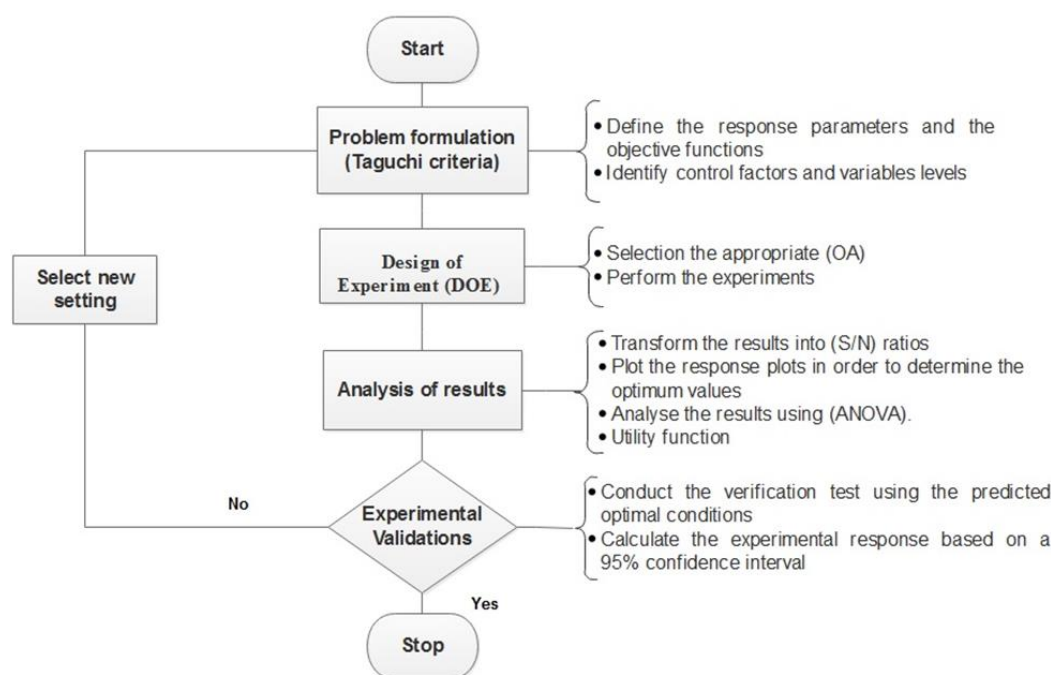 Start
Problem formulation
(Taguchi criteria)
• Define the response parameters and the
objective functions
• Identify control factors and variables levels
Select new
setting
Design of
Experiment (DOE)
• Selection the appropriate (OA)
• Perform the experiments
Analysis of results
• Transform the results into (S/N) ratios
• Plot the response plots in order to determine the
optimum values
• Analyse the results using (ANOVA).
• Utility function
No
Experimental
Validations
• Conduct the verification test using the predicted
optimal conditions
• Calculate the experimental response based on a
95% confidence interval
Yes
Stop